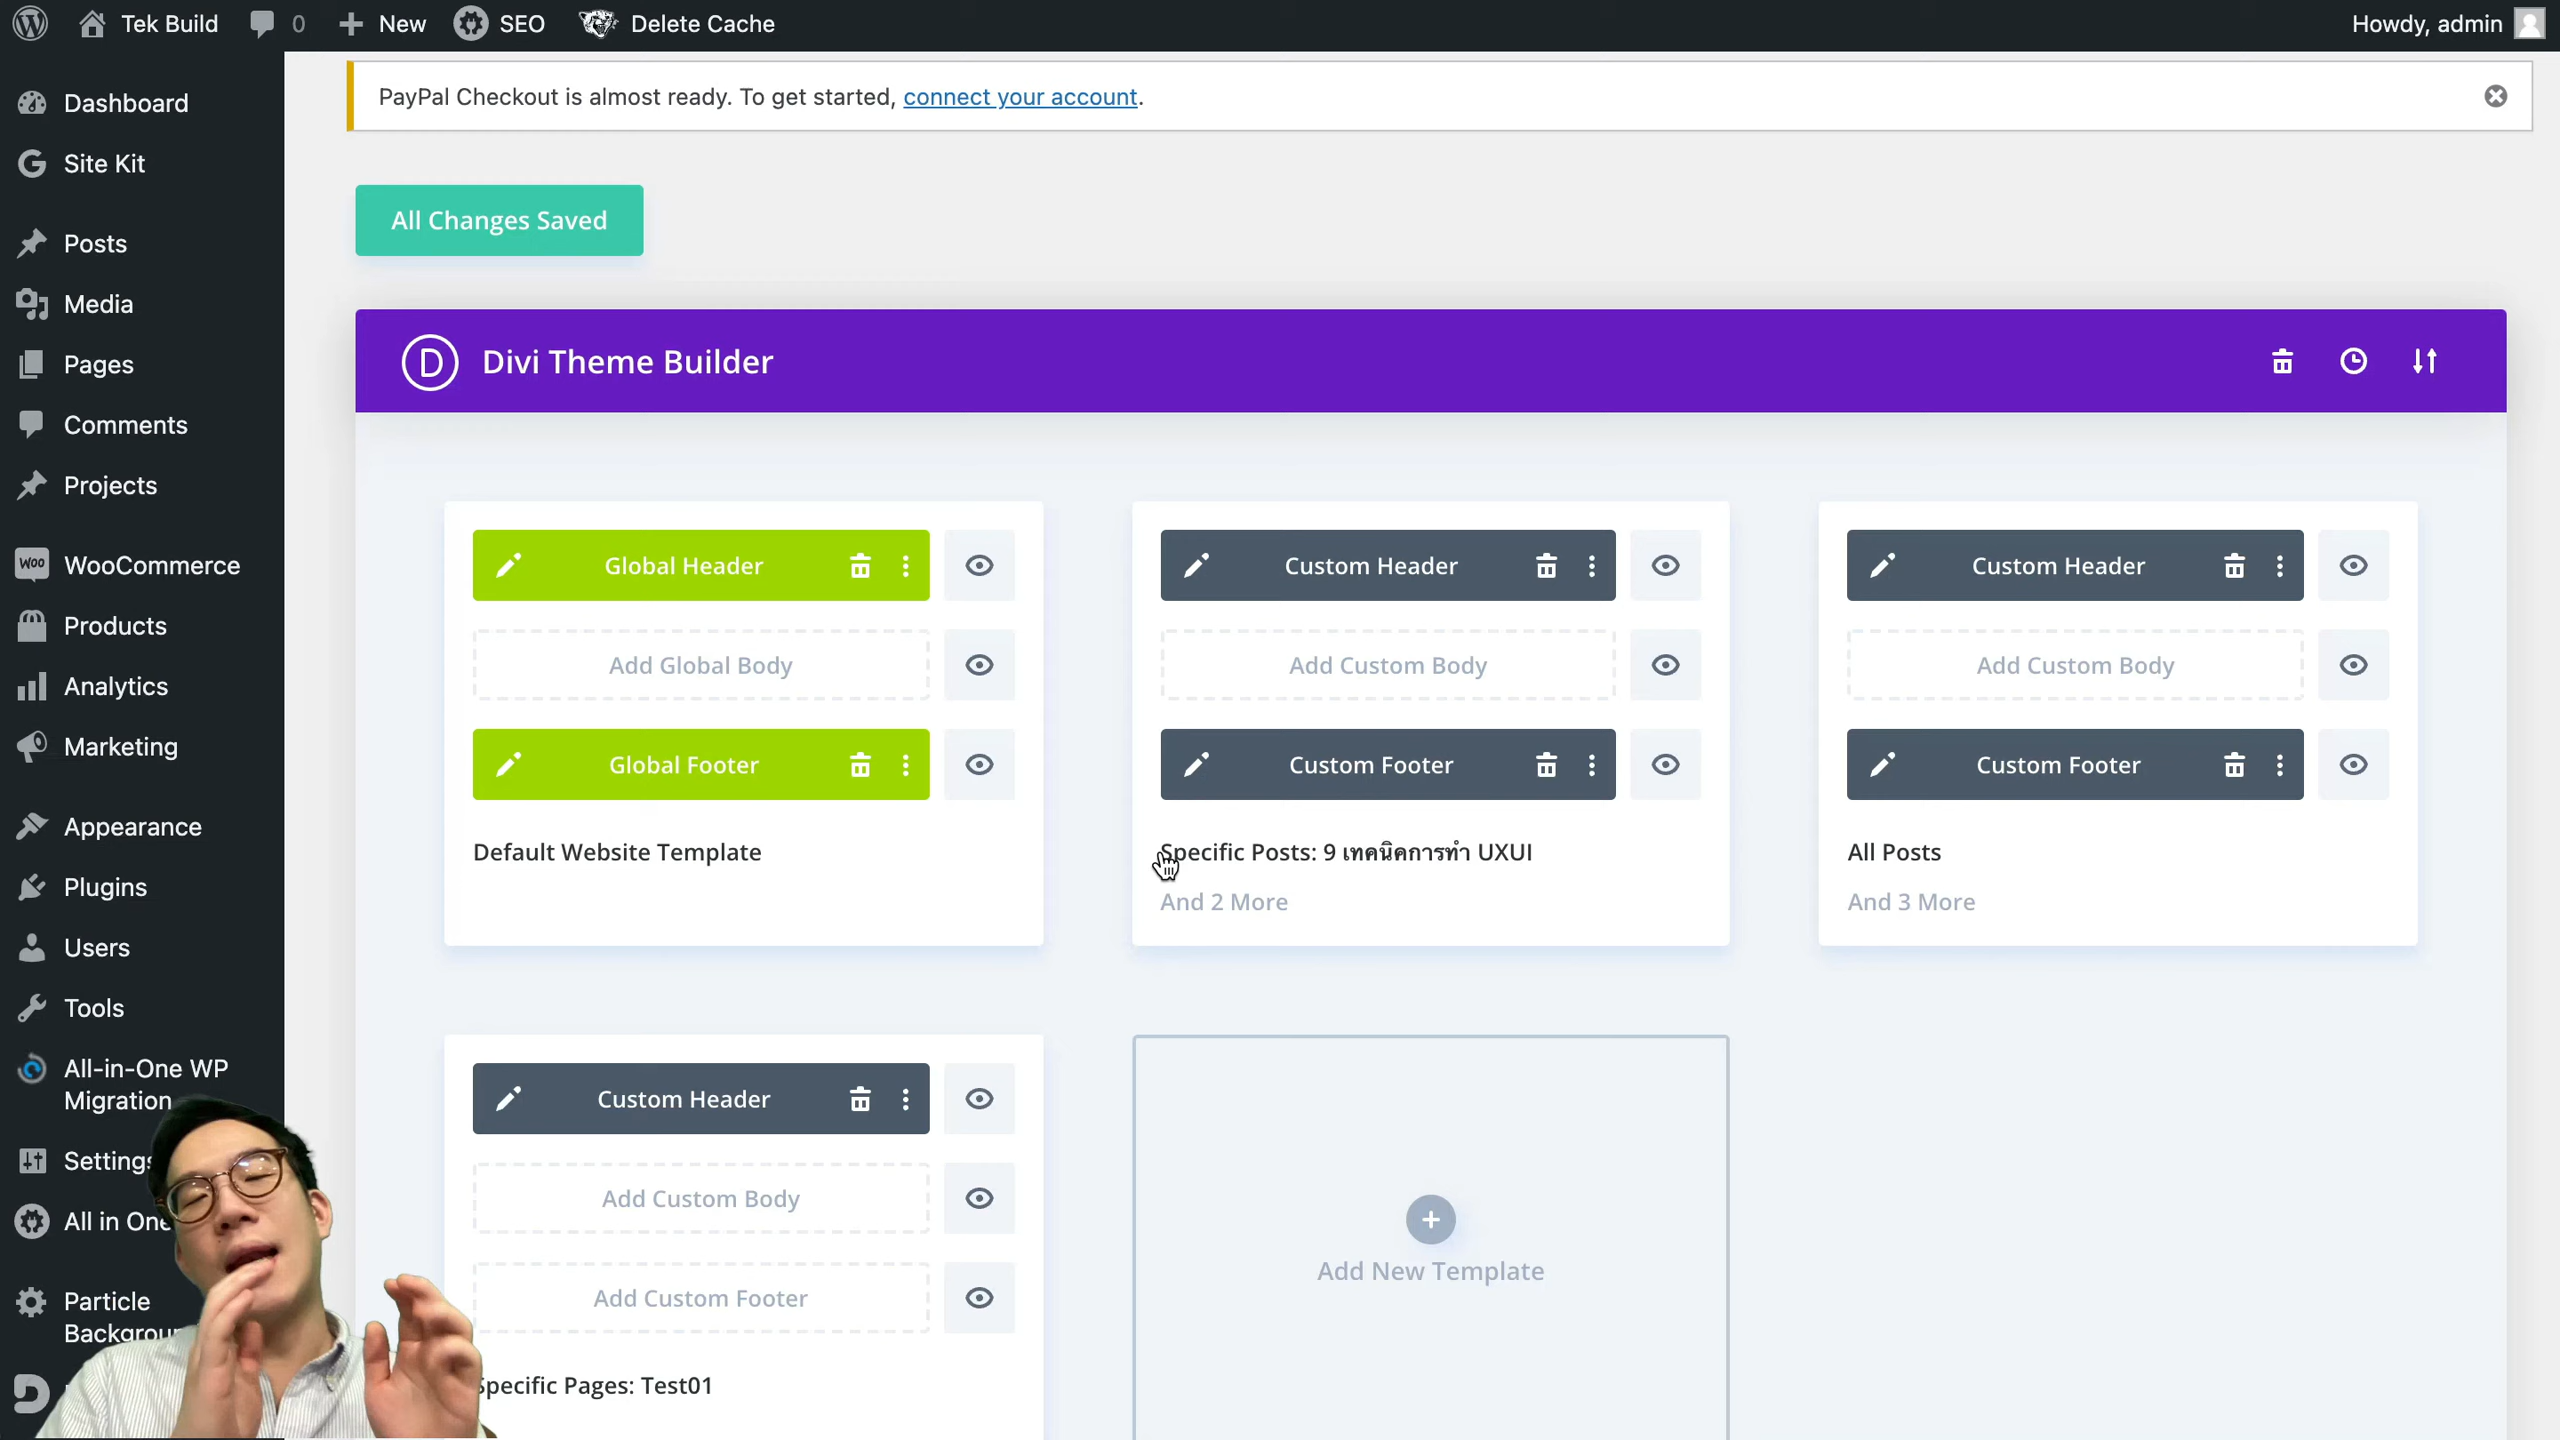 Tek Build 0 New SEO Delete Cache Howdy, admin
Dashboard
Site Kit
Posts
Media
Pages
Comments
Projects
Woo WooCommerce
Products
Analytics
Marketing
Appearance
Plugins
Users
Tools
All-in-One WP
Migration
Settings
All in One
Particle
Backgroun
PayPal Checkout is almost ready. To get started, connect your account.
All Changes Saved
D Divi Theme Builder
Global Header
Add Global Body
Global Footer
Default Website Template
Custom Header
Add Custom Body
Custom Footer
Specific Posts: 9 เทคนิคการทำ UXUI
And 2 More
Custom Header
Add Custom Body
Custom Footer
All Posts
And 3 More
Custom Header
Add Custom Body
Add Custom Footer
Specific Pages: Test01
Add New Template